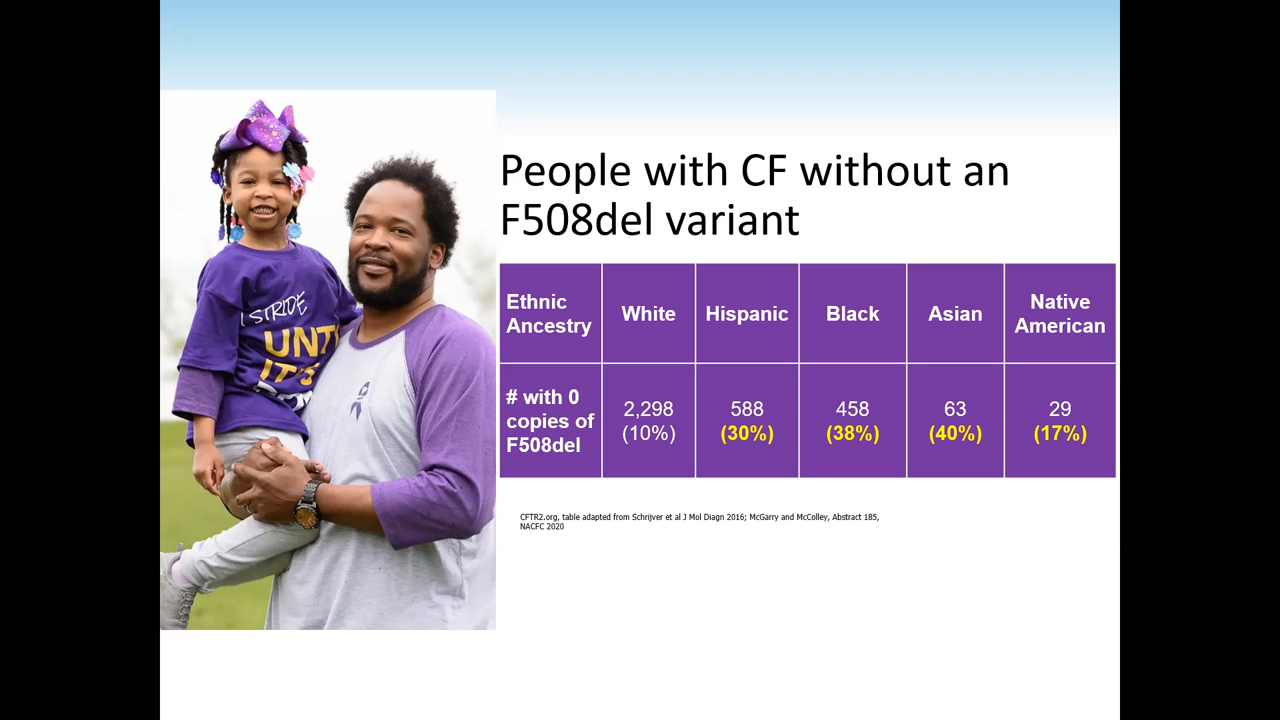 People with CF without an
F508del variant
Ethnic
Ancestry
White
Hispanic
Black
Asian
Native
American
# with 0
copies of
F508del
2,298
(10%)
588
(30%)
458
(38%)
63
(40%)
29
(17%)
CFTR2.org, table adapted from Schrijver et al J Mol Diagn 2016; McGarry and McColley, Abstract 185,
NACFC 2020
STRIDE
IT'S